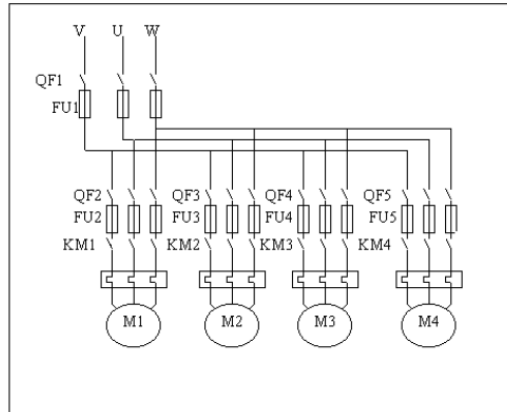 V U W
QF1
FU1
QF2 QF3 QF4 QF5
FU2 FU3 FU4 FU5
KM1 KM2 KM3 KM4
M1 M2 M3 M4